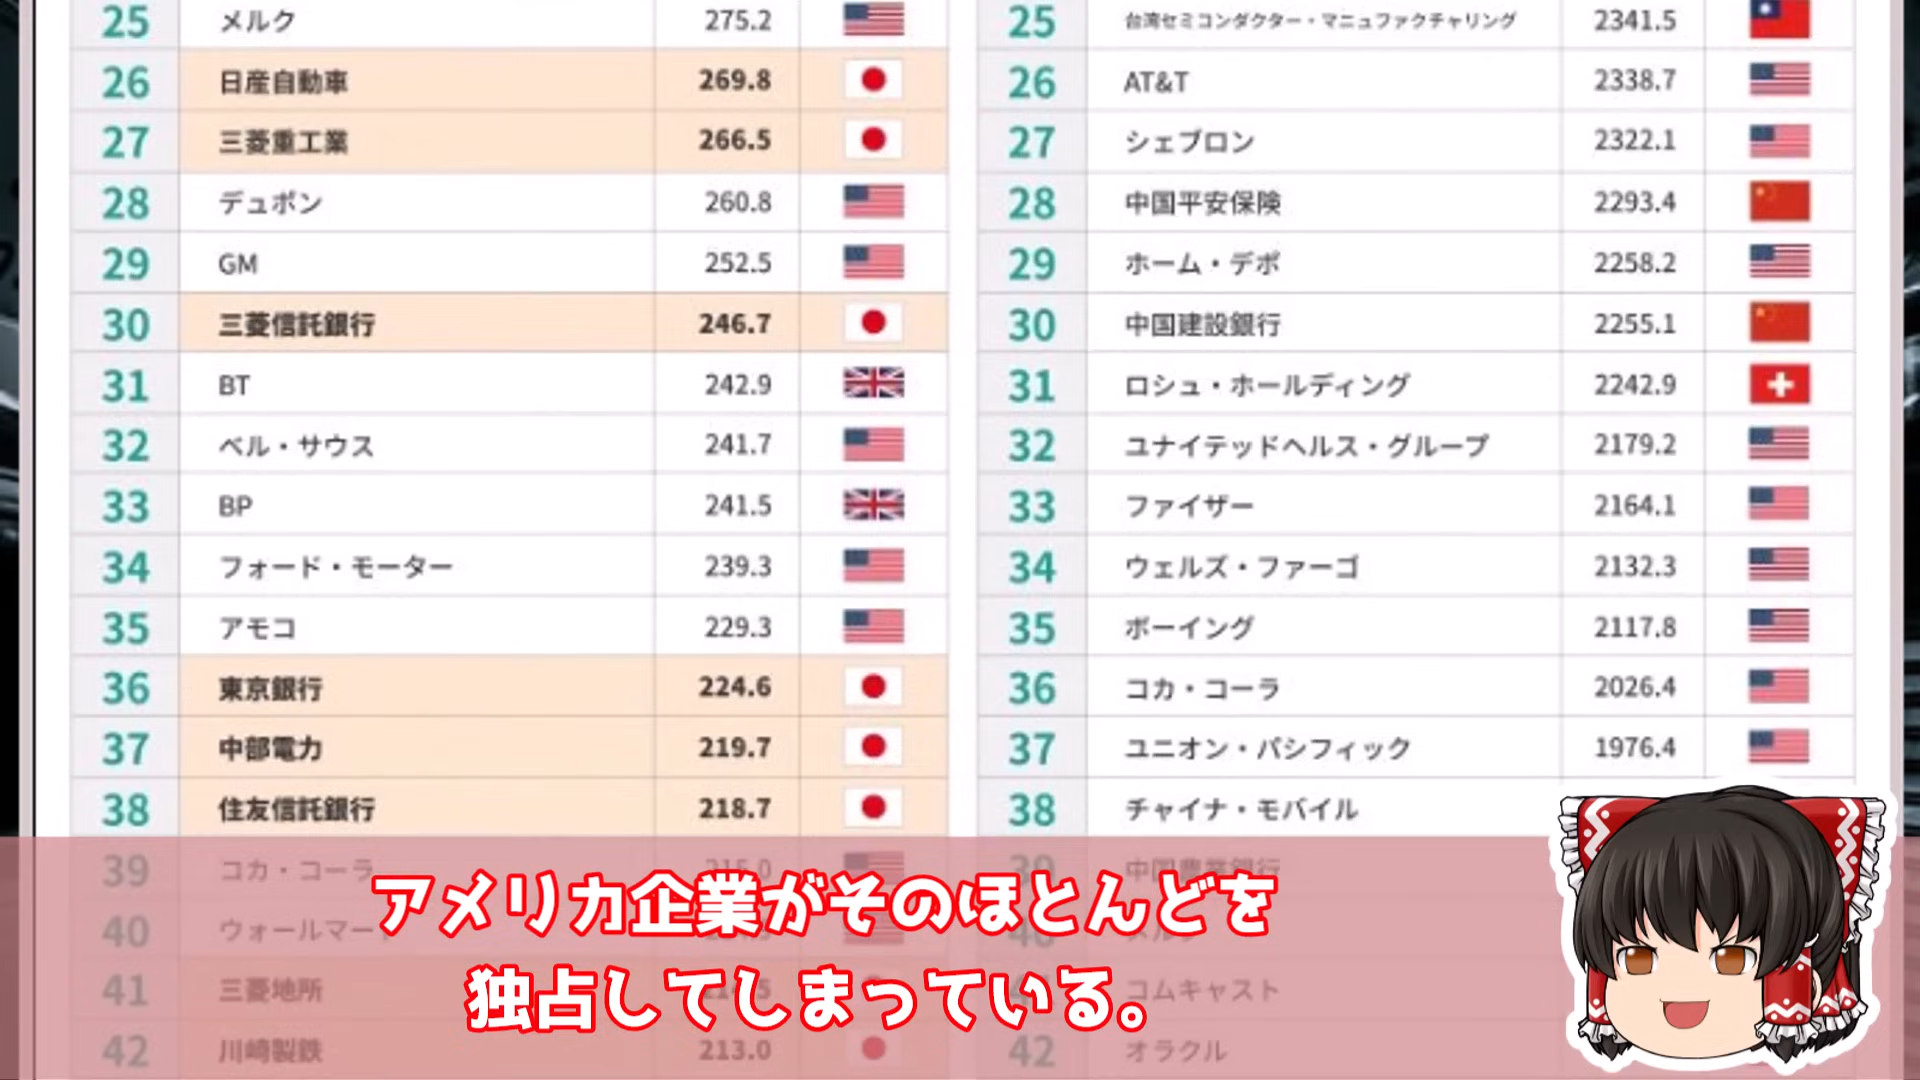 25 メルク 275.2
26 日産自動車 269.8
27 三菱重工業 266.5
28 デュポン 260.8
29 GM 252.5
30 三菱信託銀行 246.7
31 BT 242.9
32 ベル・サウス 241.7
33 BP 241.5
34 フォード・モーター 239.3
35 アモコ 229.3
36 東京銀行 224.6
37 中部電力 219.7
38 住友信託銀行 218.7
39 コカ・コーラ 215.0
40 ウォールマート
41 三菱地所
42 川崎製鉄 213.0
25 台湾セミコンダクター・マニュファクチャリング 2341.5
26 AT&T 2338.7
27 シェブロン 2322.1
28 中国平安保険 2293.4
29 ホーム・デポ 2258.2
30 中国建設銀行 2255.1
31 ロシュ・ホールディング 2242.9
32 ユナイテッドヘルス・グループ 2179.2
33 ファイザー 2164.1
34 ウェルズ・ファーゴ 2132.3
35 ボーイング 2117.8
36 コカ・コーラ 2026.4
37 ユニオン・パシフィック 1976.4
38 チャイナ・モバイル
39 中国農業銀行
40 メルク
コムキャスト
42 オラクル
アメリカ企業がそのほとんどを
独占してしまっている。